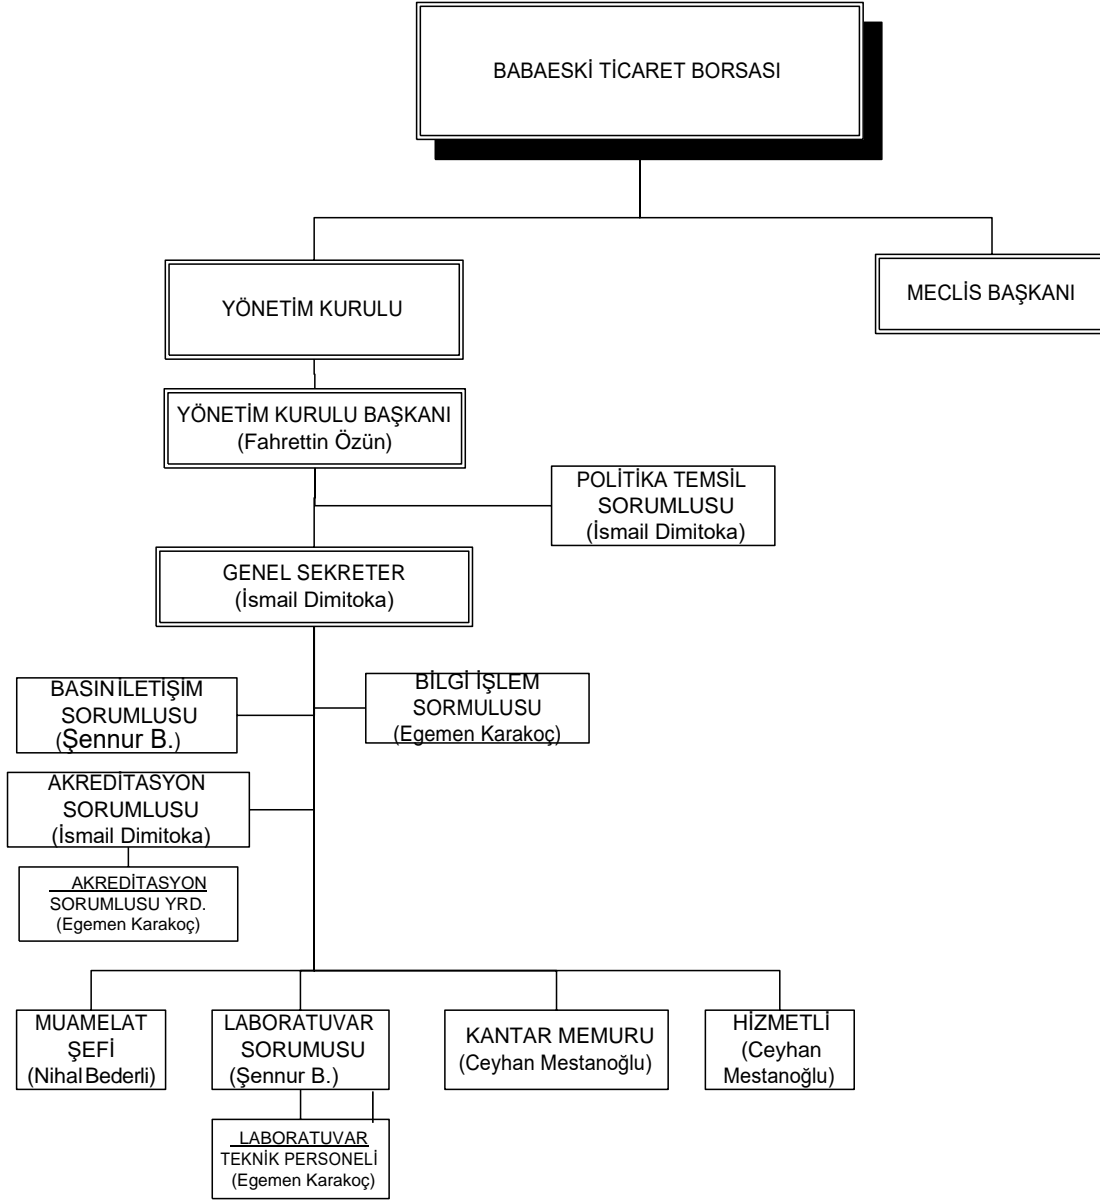 BABAESKİ TİCARET BORSASI
YÖNETİM KURULU
MECLİS BAŞKANI
YÖNETİM KURULU BAŞKANI
(Fahrettin Özün)
POLİTİKA TEMSİL
SORUMLUSU
(İsmail Dimitoka)
GENEL SEKRETER
(İsmail Dimitoka)
BASIN İLETİŞİM
SORUMLUSU
(Şennur B.)
BİLGİ İŞLEM
SORMULUSU
(Egemen Karakoç)
AKREDİTASYON
SORUMLUSU
(İsmail Dimitoka)
AKREDİTASYON
SORUMLUSU YRD.
(Egemen Karakoç)
MUAMELAT
ŞEFİ
(Nihal Bederli)
LABORATUVAR
SORUMUSU
(Şennur B.)
KANTAR MEMURU
(Ceyhan Mestanoğlu)
HİZMETLİ
(Ceyhan
Mestanoğlu)
LABORATUVAR
TEKNİK PERSONELİ
(Egemen Karakoç)